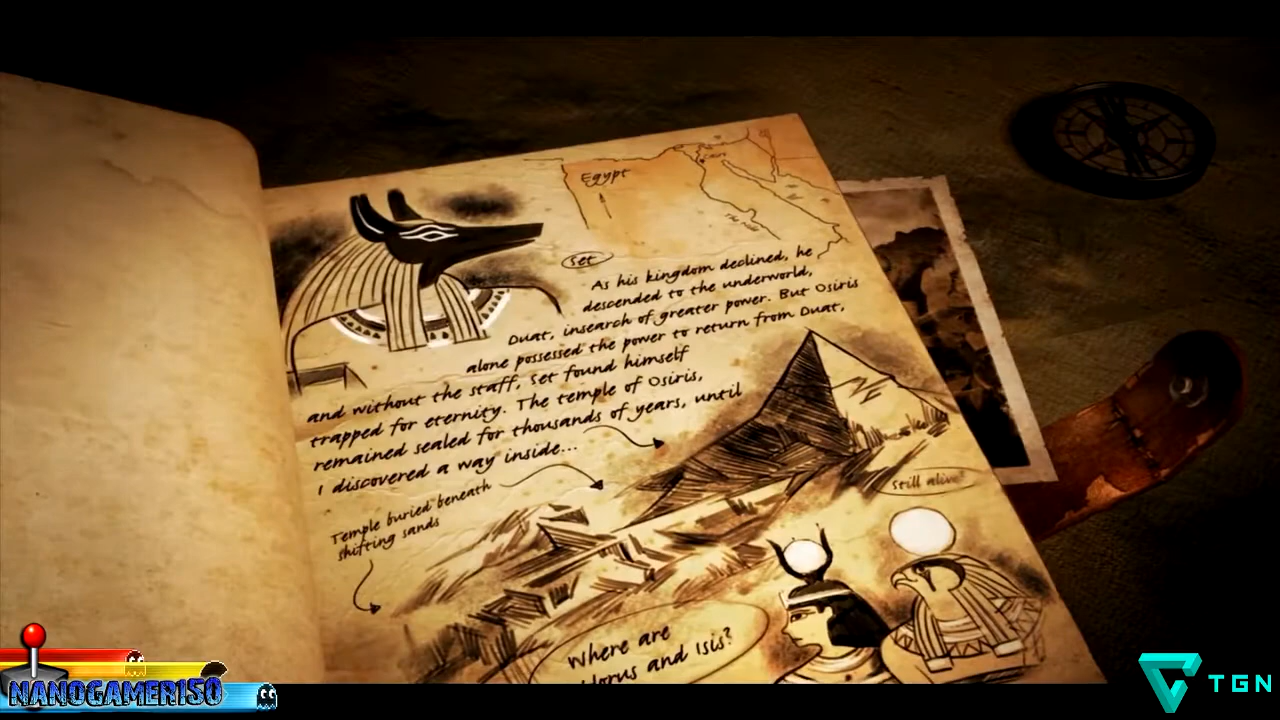 Egypt
Cairo
Set
As his kingdom declined, he
descended to the underworld,
Duat, insearch of greater power. But Osiris
alone possessed the power to return from Duat,
and without the staff, Set found himself
trapped for eternity. The temple of Osiris,
remained sealed for thousands of years, until
I discovered a way inside...
Temple buried beneath
shifting sands
Still alive?
Where are
Horus and Isis?
NANOGAMER150
TGN